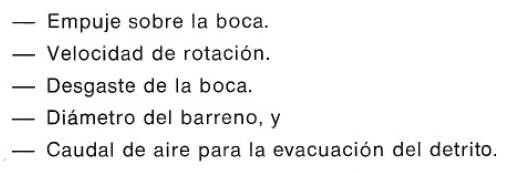 — Empuje sobre la boca.
— Velocidad de rotación.
— Desgaste de la boca.
— Diámetro del barreno, y
— Caudal de aire para la evacuación del detrito.